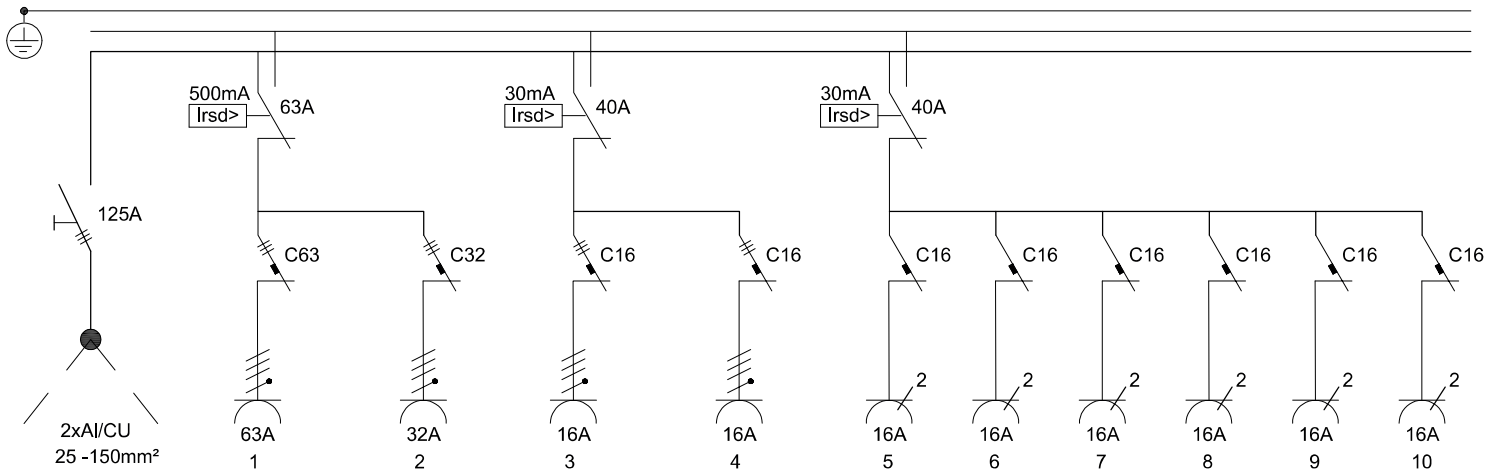 500mA 30mA 30mA
Irsd> 63A Irsd> 40A Irsd> 40A
125A
C63 C32 C16 C16 C16 C16 C16 C16 C16 C16
2 2 2 2 2 2
2xAl/CU 63A 32A 16A 16A 16A 16A 16A 16A 16A 16A
25 -150mm² 1 2 3 4 5 6 7 8 9 10